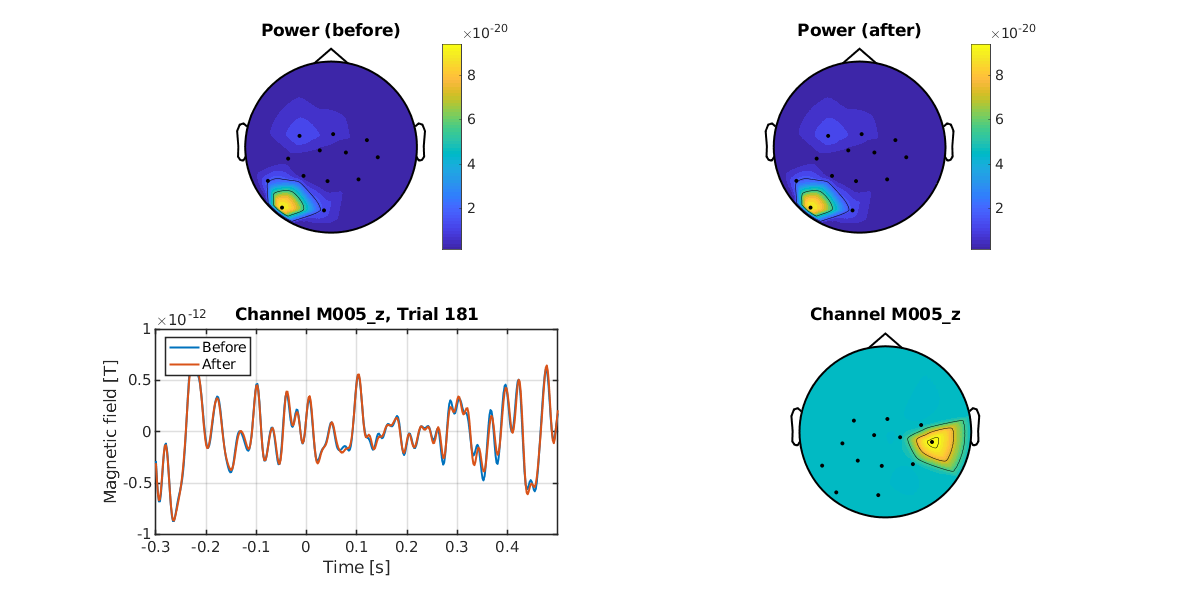 Power (before)
×10-20
8
6
4
2
Power (after)
×10-20
8
6
4
2
Channel M005_z, Trial 181
×10-12
1
0.5
0
-0.5
-1
Before
After
Magnetic field [T]
-0.3 -0.2 -0.1 0 0.1 0.2 0.3 0.4
Time [s]
Channel M005_z